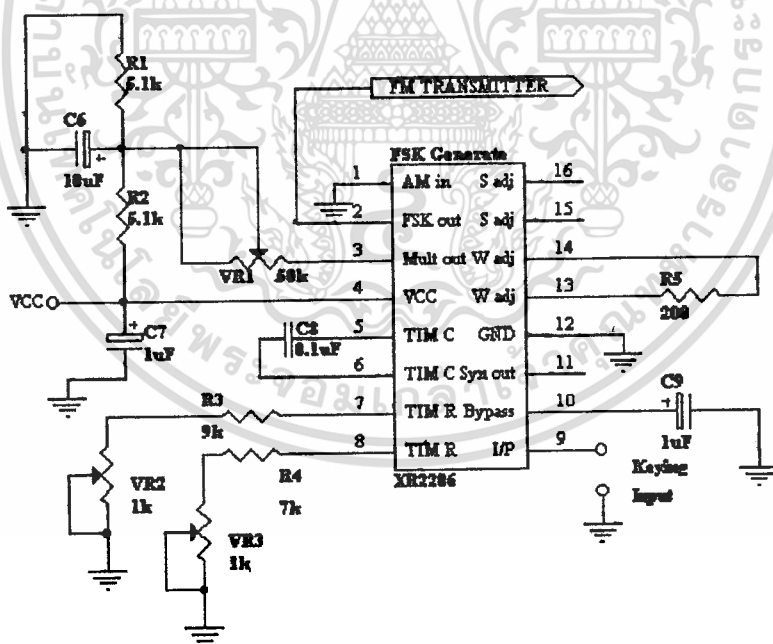 R1
5.1k
C6
+
10uF
R2
5.1k
FM TRANSMITTER
FSK Generate
1 AM in S adj 16
2 FSK out S adj 15
3 Mult out W adj 14
4 VCC W adj 13
5 TIM C GND 12
6 TIM C Syn out 11
7 TIM R Bypass 10
8 TIM R I/P 9
XR2206
VR1 50k
VCC
+
C7
1uF
C8
0.1uF
R5
200
R3
9k
R4
7k
VR2
1k
VR3
1k
+
C9
1uF
Keying
Input